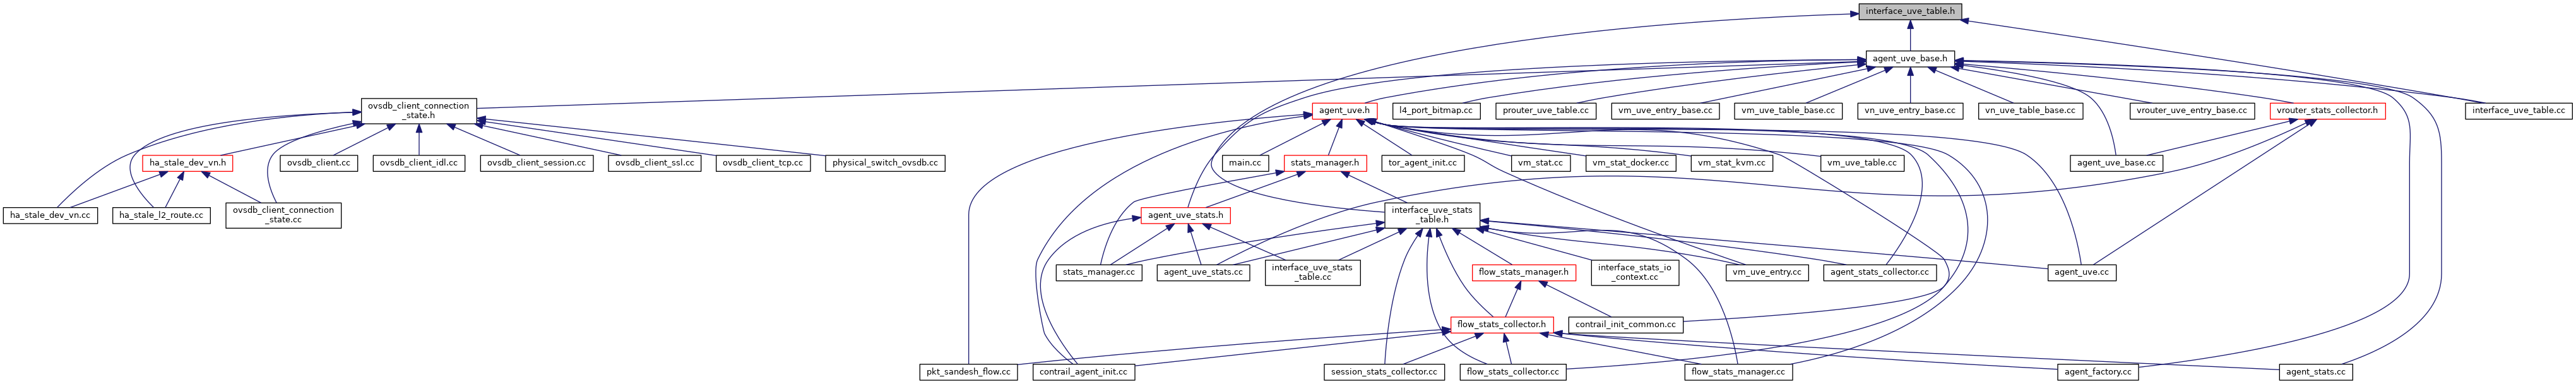 interface_uve_table.h
agent_uve_base.h
ovsdb_client_connection
_state.h
agent_uve.h
l4_port_bitmap.cc
prouter_uve_table.cc
vm_uve_entry_base.cc
vm_uve_table_base.cc
vn_uve_entry_base.cc
vn_uve_table_base.cc
vrouter_uve_entry_base.cc
vrouter_stats_collector.h
interface_uve_table.cc
ha_stale_dev_vn.h
ovsdb_client.cc
ovsdb_client_idl.cc
ovsdb_client_session.cc
ovsdb_client_ssl.cc
ovsdb_client_tcp.cc
physical_switch_ovsdb.cc
main.cc
stats_manager.h
tor_agent_init.cc
vm_stat.cc
vm_stat_docker.cc
vm_stat_kvm.cc
vm_uve_table.cc
agent_uve_base.cc
ha_stale_dev_vn.cc
ha_stale_l2_route.cc
ovsdb_client_connection
_state.cc
agent_uve_stats.h
interface_uve_stats
_table.h
stats_manager.cc
agent_uve_stats.cc
interface_uve_stats
_table.cc
flow_stats_manager.h
interface_stats_io
_context.cc
vm_uve_entry.cc
agent_stats_collector.cc
agent_uve.cc
flow_stats_collector.h
contrail_init_common.cc
pkt_sandesh_flow.cc
contrail_agent_init.cc
session_stats_collector.cc
flow_stats_collector.cc
flow_stats_manager.cc
agent_factory.cc
agent_stats.cc